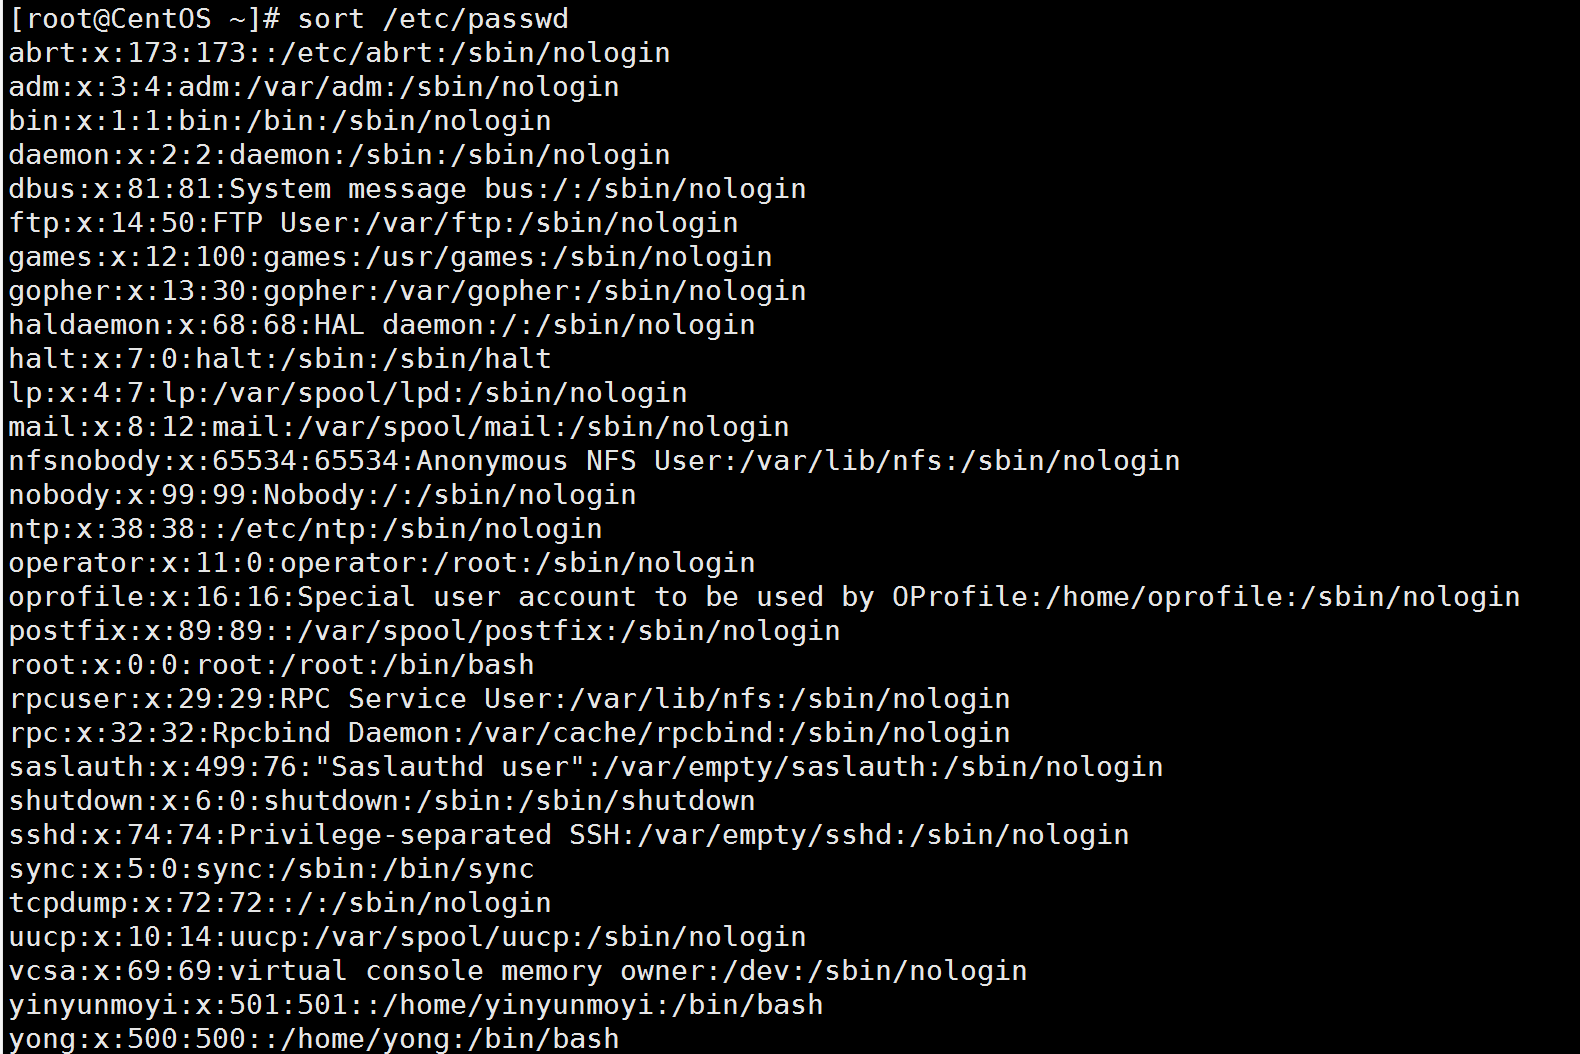 [root@CentOS ~]# sort /etc/passwd
abrt:x:173:173::/etc/abrt:/sbin/nologin
adm:x:3:4:adm:/var/adm:/sbin/nologin
bin:x:1:1:bin:/bin:/sbin/nologin
daemon:x:2:2:daemon:/sbin:/sbin/nologin
dbus:x:81:81:System message bus:/:/sbin/nologin
ftp:x:14:50:FTP User:/var/ftp:/sbin/nologin
games:x:12:100:games:/usr/games:/sbin/nologin
gopher:x:13:30:gopher:/var/gopher:/sbin/nologin
haldaemon:x:68:68:HAL daemon:/:/sbin/nologin
halt:x:7:0:halt:/sbin:/sbin/halt
lp:x:4:7:lp:/var/spool/lpd:/sbin/nologin
mail:x:8:12:mail:/var/spool/mail:/sbin/nologin
nfsnobody:x:65534:65534:Anonymous NFS User:/var/lib/nfs:/sbin/nologin
nobody:x:99:99:Nobody:/:/sbin/nologin
ntp:x:38:38::/etc/ntp:/sbin/nologin
operator:x:11:0:operator:/root:/sbin/nologin
oprofile:x:16:16:Special user account to be used by OProfile:/home/oprofile:/sbin/nologin
postfix:x:89:89::/var/spool/postfix:/sbin/nologin
root:x:0:0:root:/root:/bin/bash
rpcuser:x:29:29:RPC Service User:/var/lib/nfs:/sbin/nologin
rpc:x:32:32:Rpcbind Daemon:/var/cache/rpcbind:/sbin/nologin
saslauth:x:499:76:"Saslauthd user":/var/empty/saslauth:/sbin/nologin
shutdown:x:6:0:shutdown:/sbin:/sbin/shutdown
sshd:x:74:74:Privilege-separated SSH:/var/empty/sshd:/sbin/nologin
sync:x:5:0:sync:/sbin:/bin/sync
tcpdump:x:72:72::/:/sbin/nologin
uucp:x:10:14:uucp:/var/spool/uucp:/sbin/nologin
vcsa:x:69:69:virtual console memory owner:/dev:/sbin/nologin
yinyunmoyi:x:501:501::/home/yinyunmoyi:/bin/bash
yong:x:500:500::/home/yong:/bin/bash